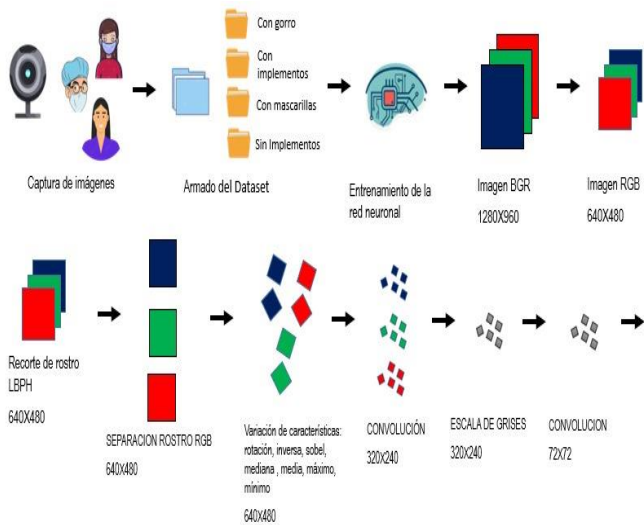 Con gorro
Con
implementos
Con mascarillas
Sin Implementos
Captura de imágenes
Armado del Dataset
Entrenamiento de la
red neuronal
Imagen BGR
1280X960
Imagen RGB
640X480
Recorte de rostro
LBPH
640X480
SEPARACION ROSTRO RGB
640X480
Variación de características:
rotación, inversa, sobel,
mediana , media, máximo,
mínimo
640X480
CONVOLUCIÓN
320X240
ESCALA DE GRISES
320X240
CONVOLUCION
72X72